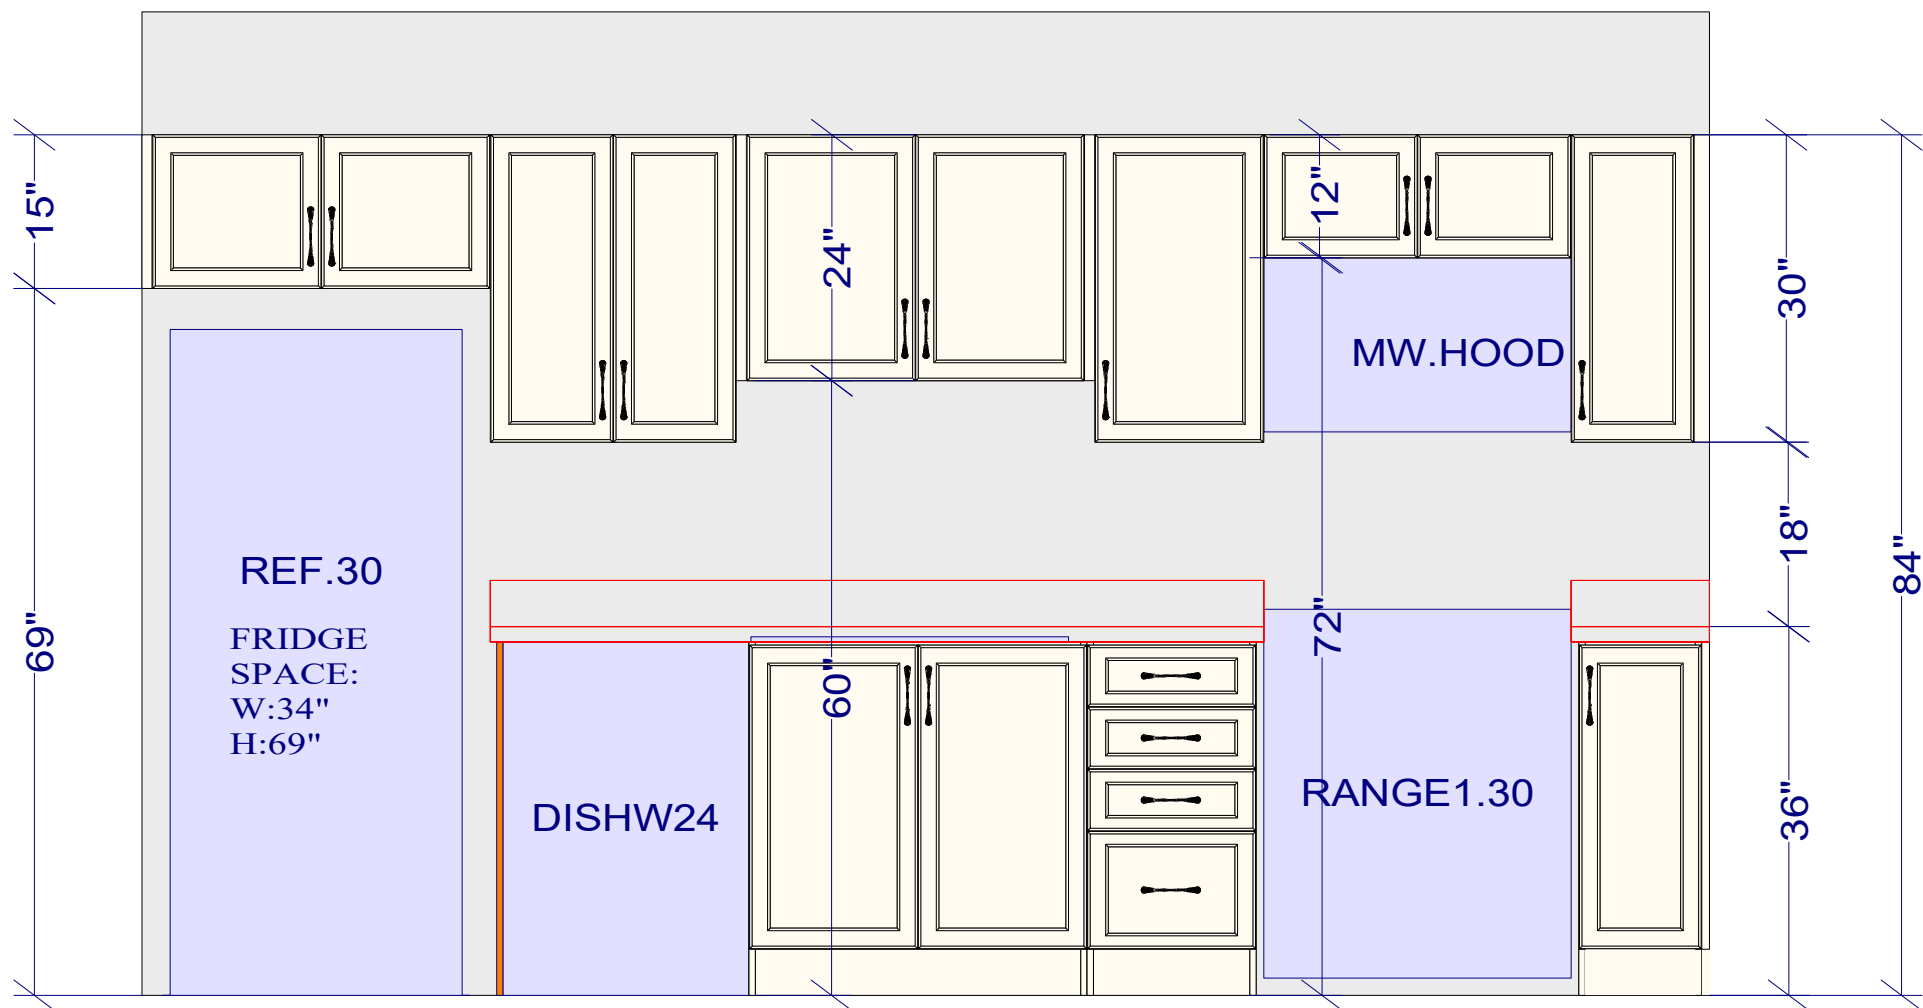 15"
24"
12"
30"
MW.HOOD
18"
84"
REF.30
FRIDGE
SPACE:
W:34"
H:69"
69"
72"
60"
DISHW24
RANGE1.30
36"